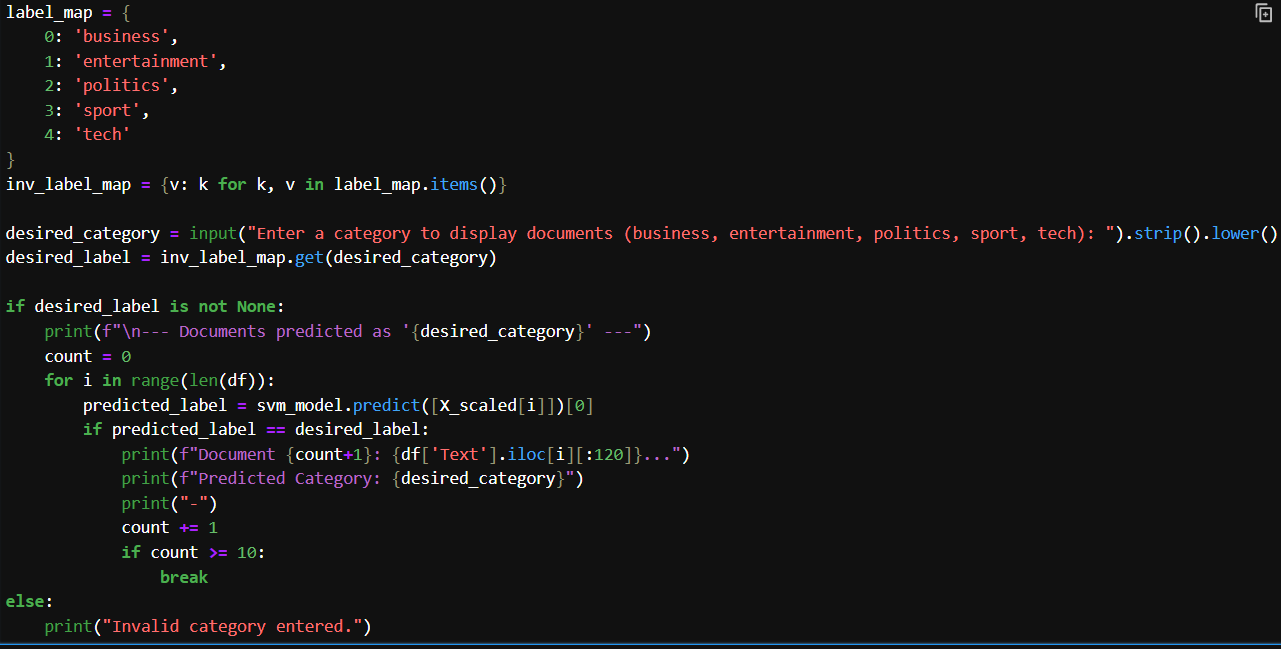 label_map = {
    0: 'business',
    1: 'entertainment',
    2: 'politics',
    3: 'sport',
    4: 'tech'
}
inv_label_map = {v: k for k, v in label_map.items()}

desired_category = input("Enter a category to display documents (business, entertainment, politics, sport, tech): ").strip().lower()
desired_label = inv_label_map.get(desired_category)

if desired_label is not None:
    print(f"\n--- Documents predicted as '{desired_category}' ---")
    count = 0
    for i in range(len(df)):
        predicted_label = svm_model.predict([X_scaled[i]])[0]
        if predicted_label == desired_label:
            print(f"Document {count+1}: {df['Text'].iloc[i][:120]}...")
            print(f"Predicted Category: {desired_category}")
            print("-")
            count += 1
            if count >= 10:
                break
else:
    print("Invalid category entered.")